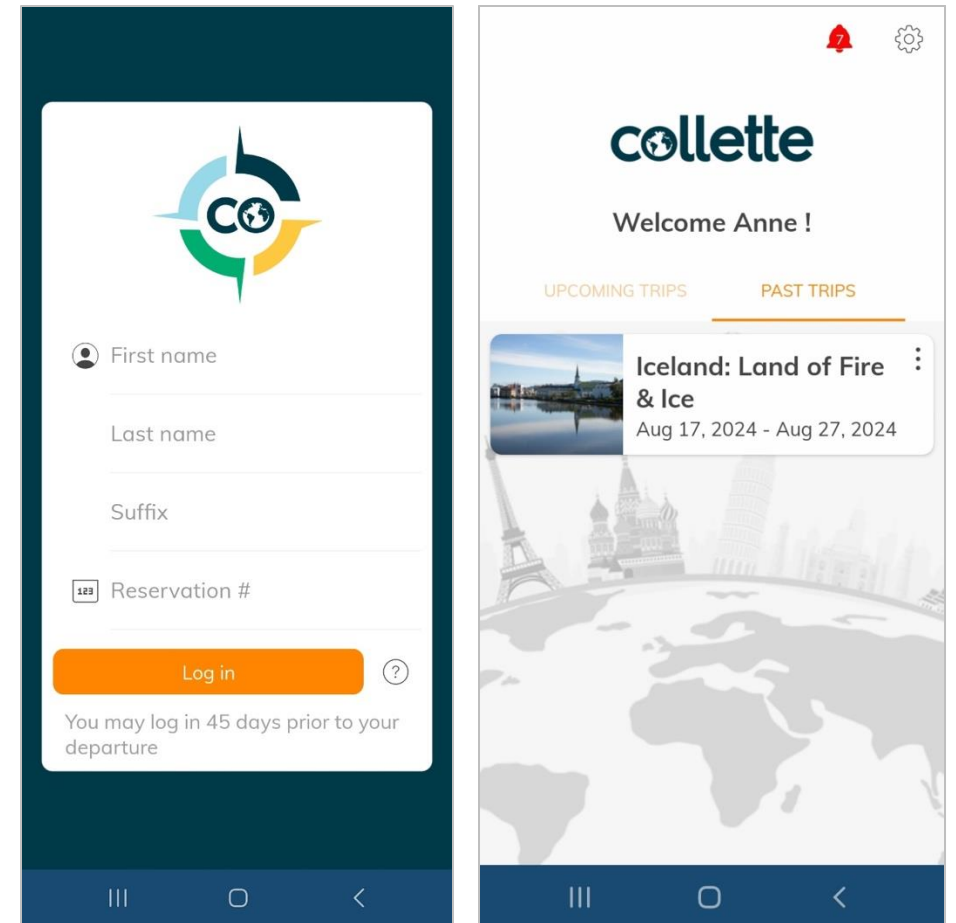 CO
First name
Last name
Suffix
123
Reservation #
Log in
?
You may log in 45 days prior to your
departure
7
collette
Welcome Anne !
UPCOMING TRIPS PAST TRIPS
Iceland: Land of Fire
& Ice
Aug 17, 2024 - Aug 27, 2024